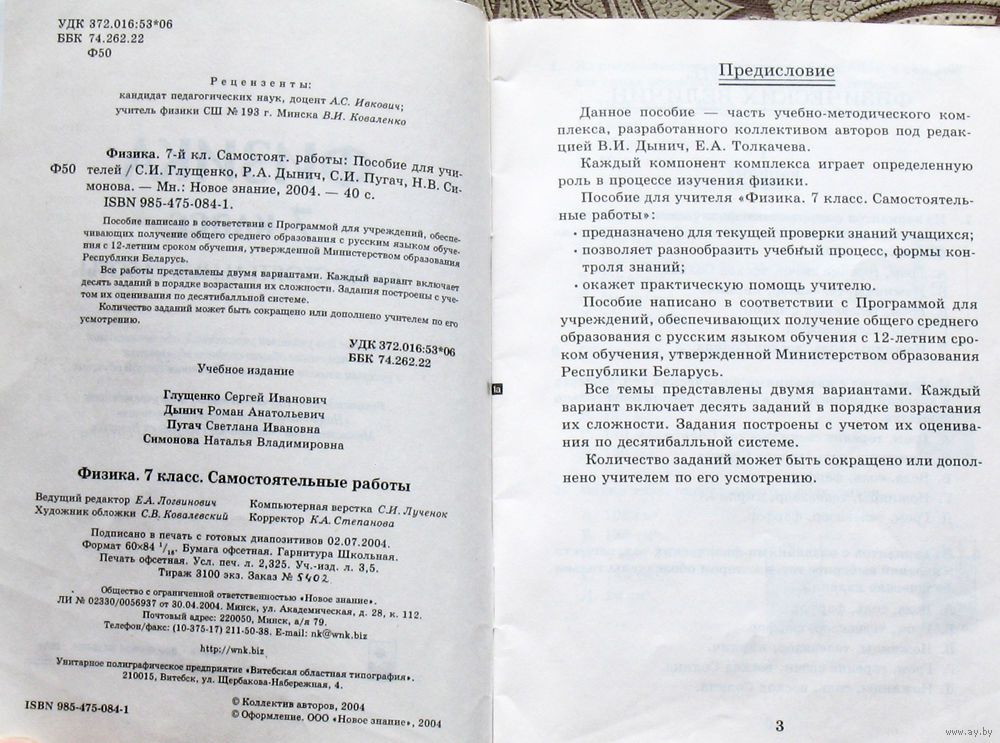 УДК 372.016:53*06
ББК 74.262.22
Ф50
Рецензенты:
кандидат педагогических наук, доцент А.С. Ивкович;
учитель физики СШ № 193 г. Минска В.И. Коваленко
Физика. 7-й кл. Самостоят. работы: Пособие для учи-
Ф50 телей / С.И. Глущенко, Р.А. Дынич, С.И. Пугач, Н.В. Си-
монова. — Мн.: Новое знание, 2004. — 40 с.
ISBN 985-475-084-1.
Пособие написано в соответствии с Программой для учреждений, обеспе-
чивающих получение общего среднего образования с русским языком обуче-
ния с 12-летним сроком обучения, утвержденной Министерством образования
Республики Беларусь.
Все работы представлены двумя вариантами. Каждый вариант включает
десять заданий в порядке возрастания их сложности. Задания построены с уче-
том их оценивания по десятибалльной системе.
Количество заданий может быть сокращено или дополнено учителем по его
усмотрению.
УДК 372.016:53*06
ББК 74.262.22
Учебное издание
Глущенко Сергей Иванович
Дынич Роман Анатольевич
Пугач Светлана Ивановна
Симонова Наталья Владимировна
Физика. 7 класс. Самостоятельные работы
Ведущий редактор Е.А. Логвинович Компьютерная верстка С.И. Лученок
Художник обложки С.В. Ковалевский Корректор К.А. Степанова
Подписано в печать с готовых диапозитивов 02.07.2004.
Формат 60×84 1/16. Бумага офсетная. Гарнитура Школьная.
Печать офсетная. Усл. печ. л. 2,325. Уч.-изд. л. 3,5.
Тираж 3100 экз. Заказ № 5402.
Общество с ограниченной ответственностью «Новое знание».
ЛИ № 02330/0056937 от 30.04.2004. Минск, ул. Академическая, д. 28, к. 112.
Почтовый адрес: 220050, Минск, а/я 79.
Телефон/факс: (10-375-17) 211-50-38. E-mail: nk@wnk.biz
http://wnk.biz
Унитарное полиграфическое предприятие «Витебская областная типография».
210015, Витебск, ул. Щербакова-Набережная, 4.
ISBN 985-475-084-1
© Коллектив авторов, 2004
© Оформление. ООО «Новое знание», 2004
Предисловие
Данное пособие — часть учебно-методического ком-
плекса, разработанного коллективом авторов под редак-
цией В.И. Дынич, Е.А. Толкачева.
Каждый компонент комплекса играет определенную
роль в процессе изучения физики.
Пособие для учителя «Физика. 7 класс. Самостоятель-
ные работы»:
• предназначено для текущей проверки знаний учащихся;
• позволяет разнообразить учебный процесс, формы кон-
троля знаний;
• окажет практическую помощь учителю.
Пособие написано в соответствии с Программой для
учреждений, обеспечивающих получение общего среднего
образования с русским языком обучения с 12-летним сро-
ком обучения, утвержденной Министерством образования
Республики Беларусь.
Все темы представлены двумя вариантами. Каждый
вариант включает десять заданий в порядке возрастания
их сложности. Задания построены с учетом их оценива-
ния по десятибалльной системе.
Количество заданий может быть сокращено или допол-
нено учителем по его усмотрению.
1а
3
www.ay.by